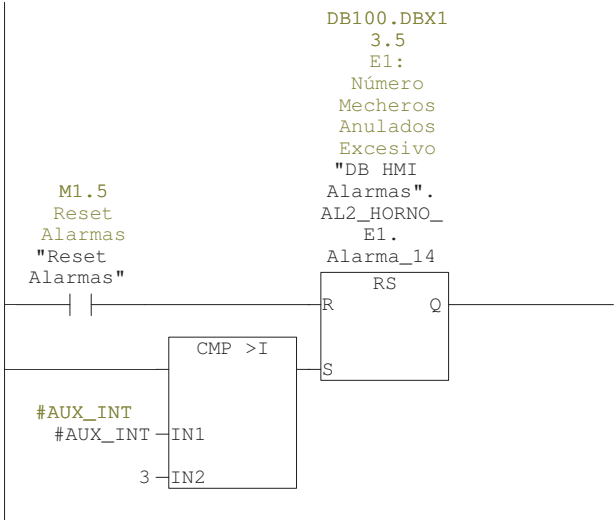 DB100.DBX1
3.5
E1:
Número
Mecheros
Anulados
Excesivo
"DB HMI
Alarmas".
AL2_HORNO_
E1.
Alarma_14
M1.5
Reset
Alarmas
"Reset
Alarmas"
RS
R
Q
S
CMP >I
#AUX_INT
#AUX_INT
IN1
3
IN2